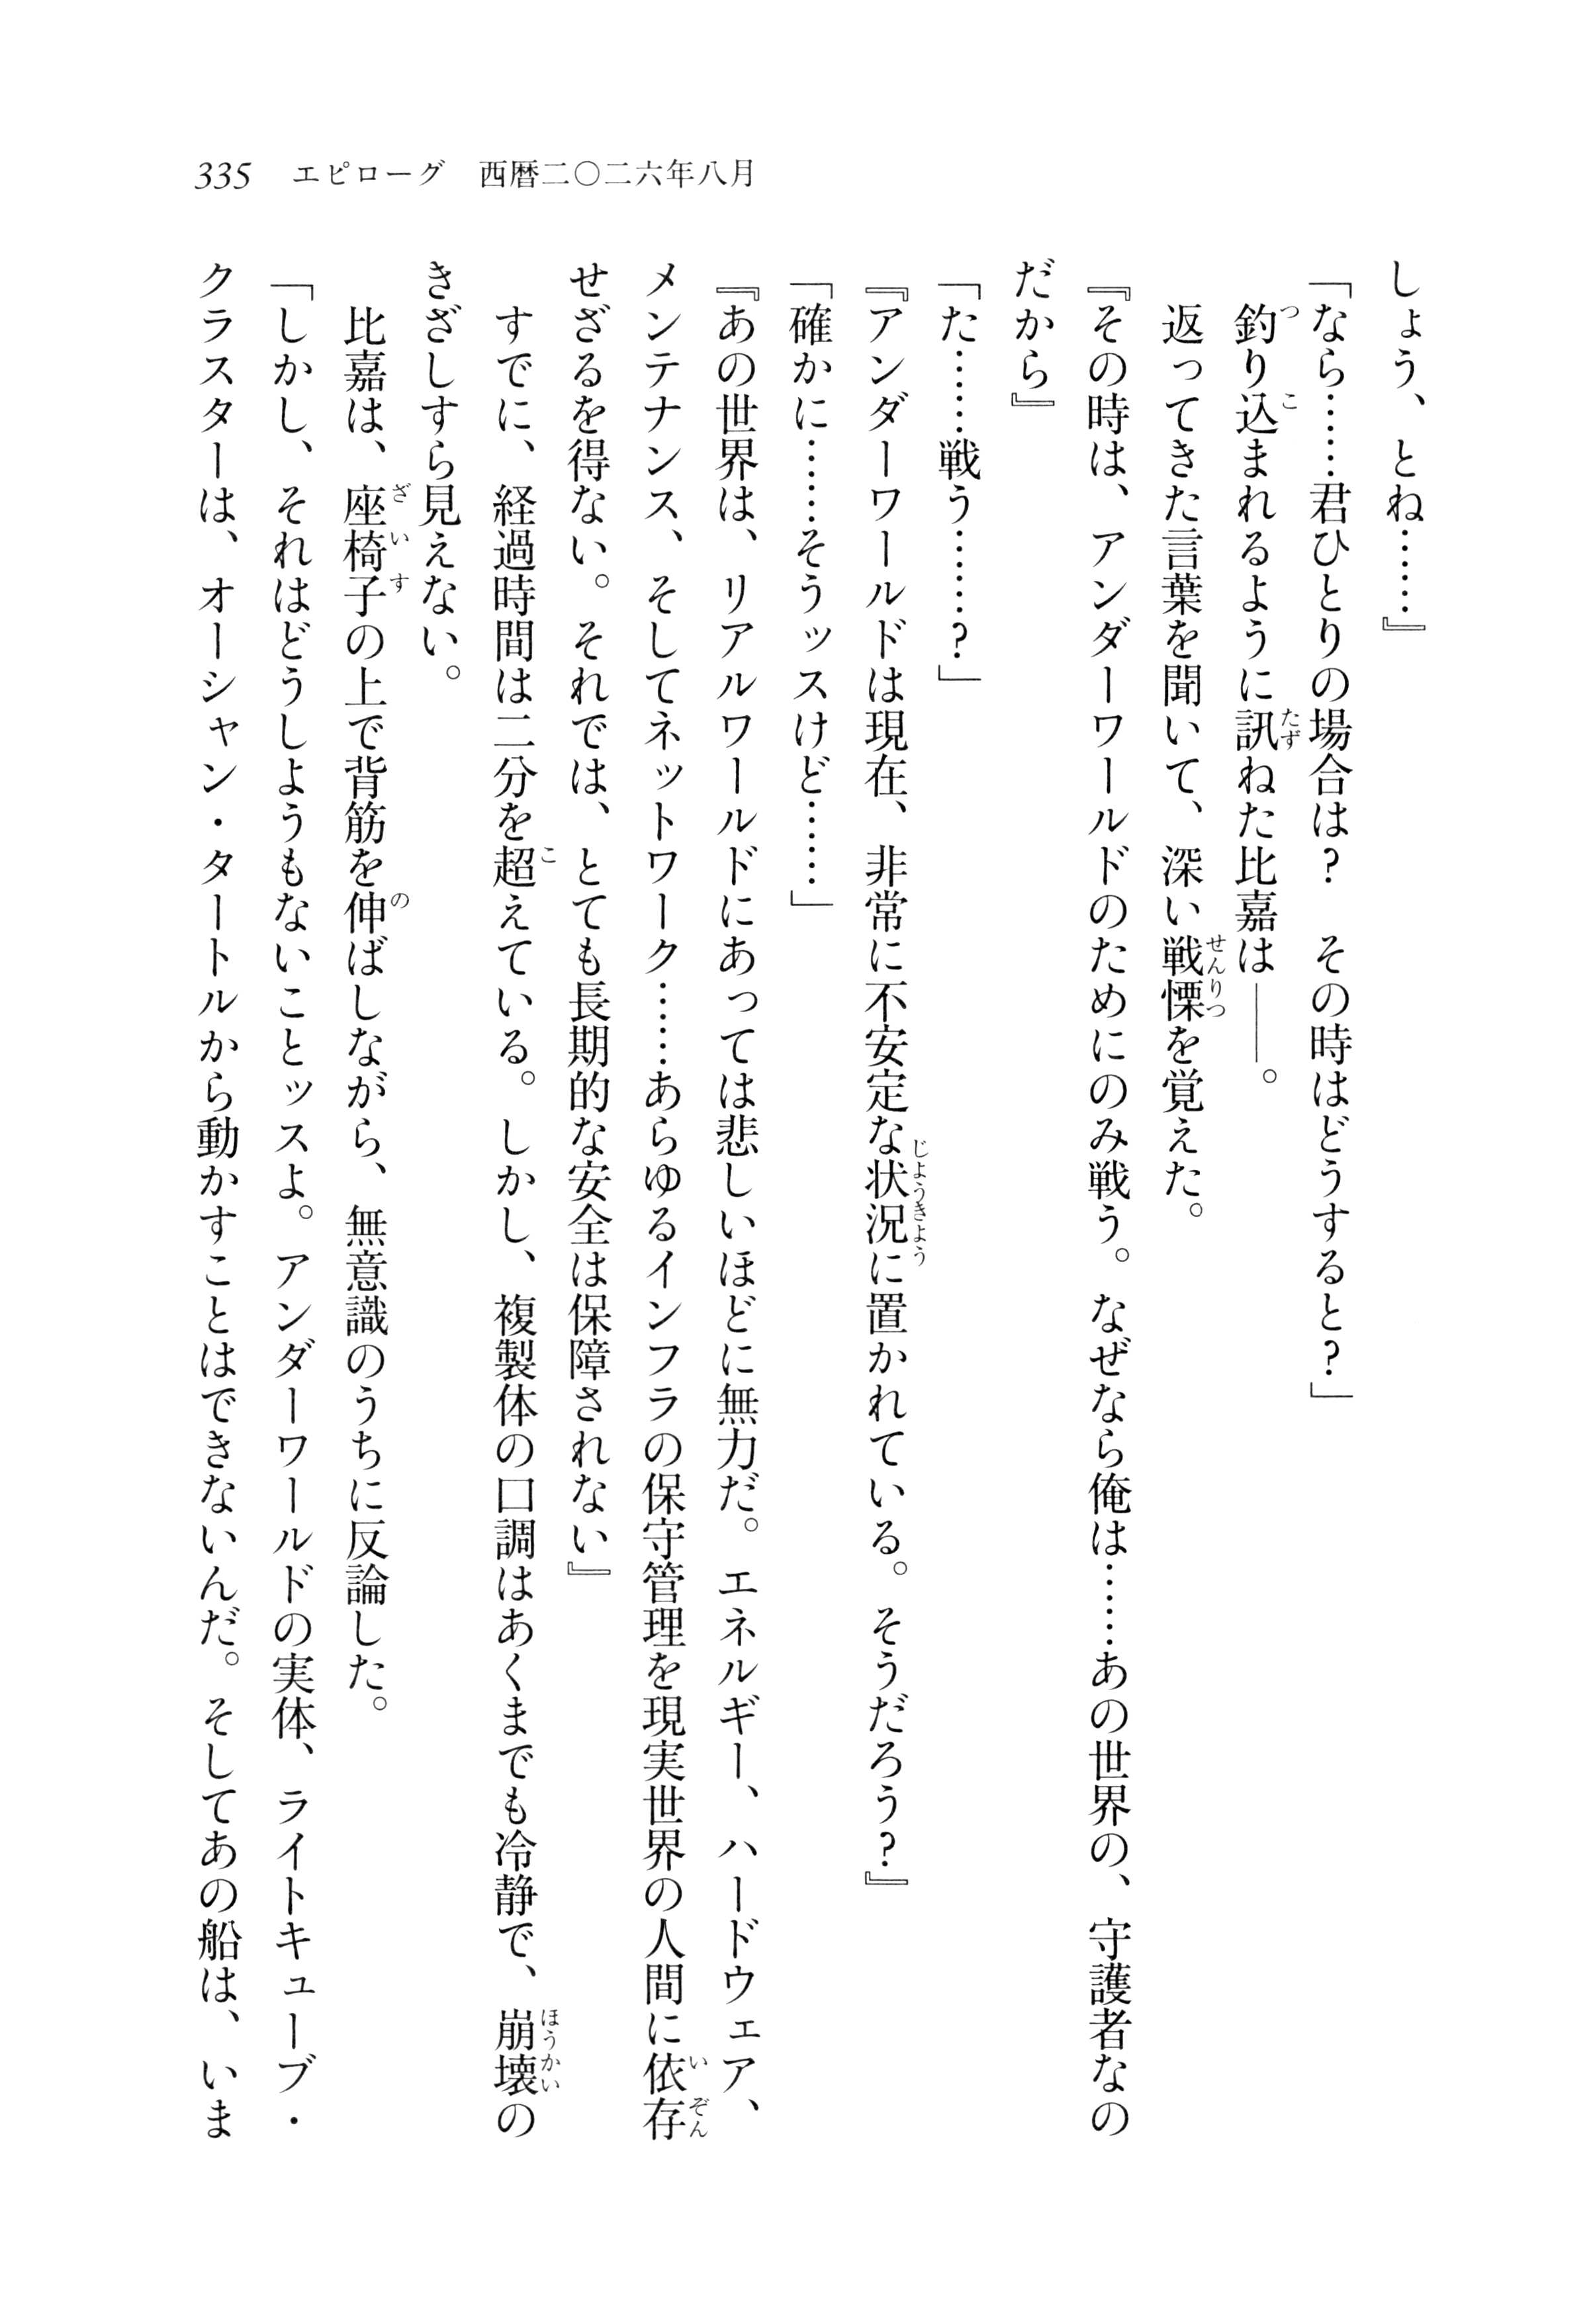 335 エピローグ 西暦二〇二六年八月
しょう、とね……』
「なら……君ひとりの場合は？　その時はどうすると？」
　釣り込まれるように訊ねた比嘉は――。
　返ってきた言葉を聞いて、深い戦慄を覚えた。
『その時は、アンダーワールドのためにのみ戦う。なぜなら俺は……あの世界の、守護者なの
だから』
「た……戦う……？」
『アンダーワールドは現在、非常に不安定な状況に置かれている。そうだろう？』
「確かに……そうッスけど……」
『あの世界は、リアルワールドにあっては悲しいほどに無力だ。エネルギー、ハードウェア、
メンテナンス、そしてネットワーク……あらゆるインフラの保守管理を現実世界の人間に依存
せざるを得ない。それでは、とても長期的な安全は保障されない』
　すでに、経過時間は二分を超えている。しかし、複製体の口調はあくまでも冷静で、崩壊の
きざしすら見えない。
　比嘉は、座椅子の上で背筋を伸ばしながら、無意識のうちに反論した。
「しかし、それはどうしようもないことッスよ。アンダーワールドの実体、ライトキューブ・
クラスターは、オーシャン・タートルから動かすことはできないんだ。そしてあの船は、いま